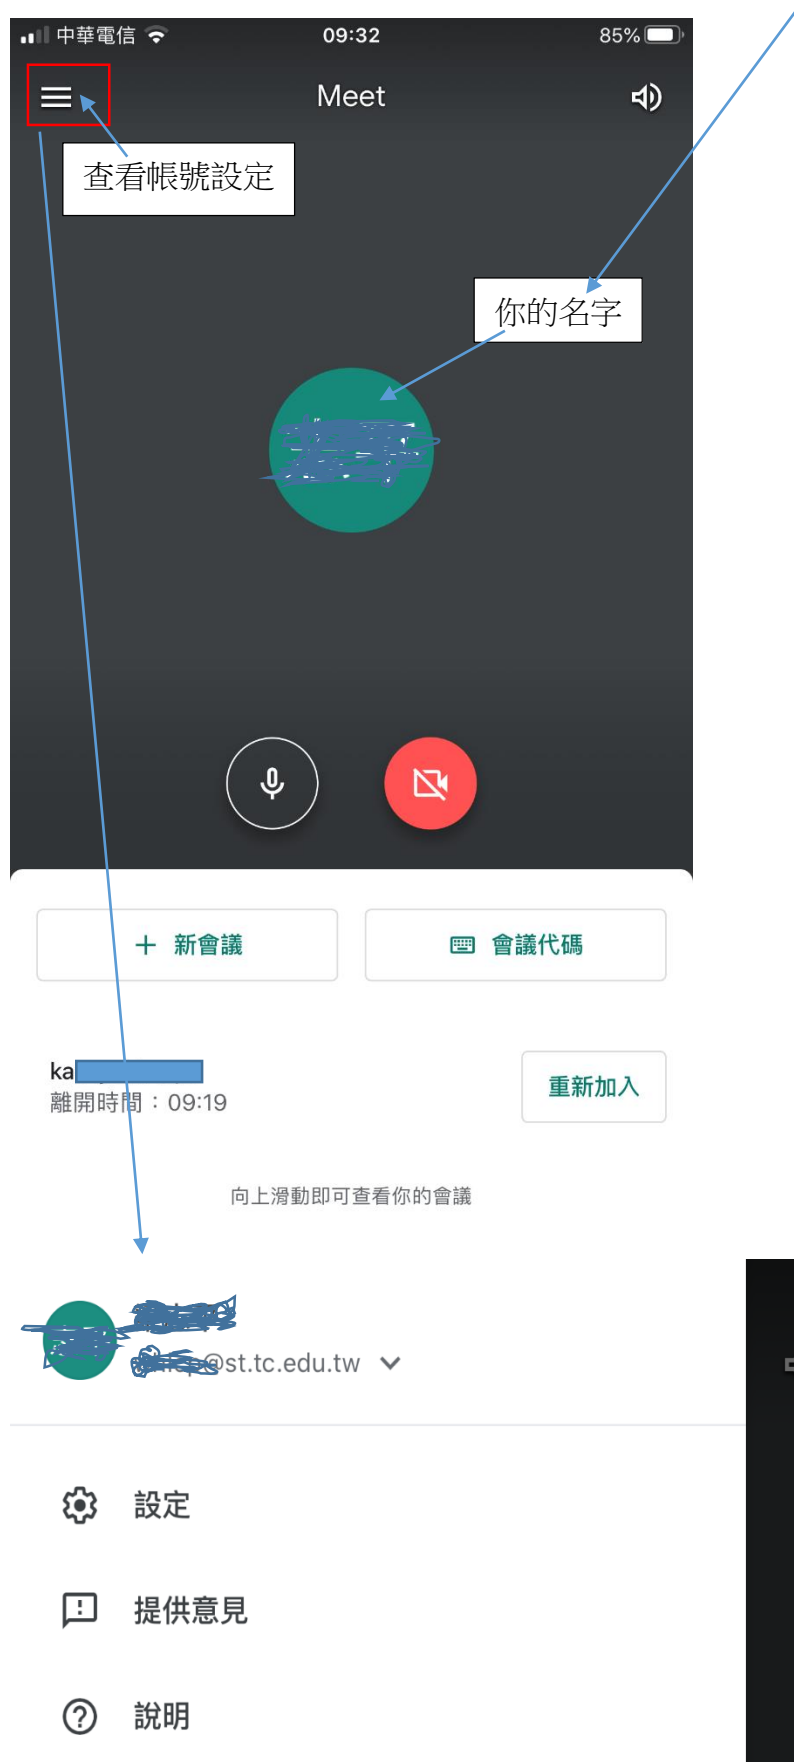 中華電信 09:32 85%
Meet
查看帳號設定
你的名字
新會議 會議代碼
ka
離開時間：09:19
重新加入
向上滑動即可查看你的會議
@st.tc.edu.tw
設定
提供意見
說明